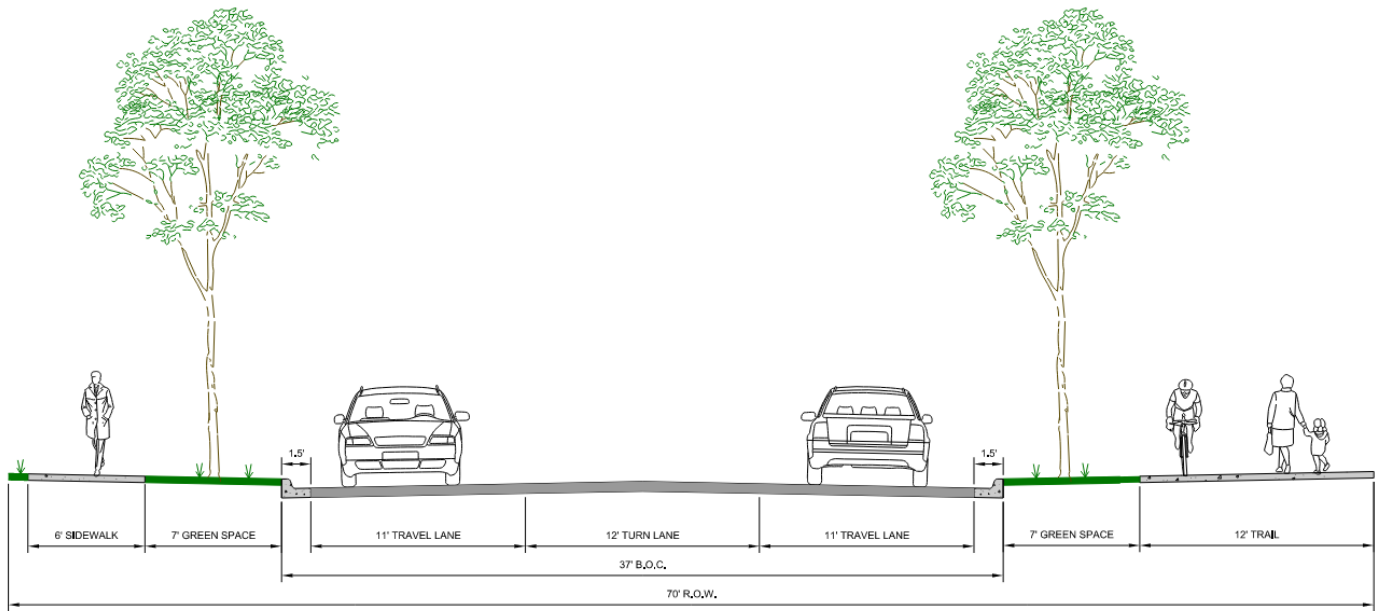 1.5'
1.5'
6' SIDEWALK
7' GREEN SPACE
11' TRAVEL LANE
12' TURN LANE
11' TRAVEL LANE
7' GREEN SPACE
12' TRAIL
37' B.O.C.
70' R.O.W.